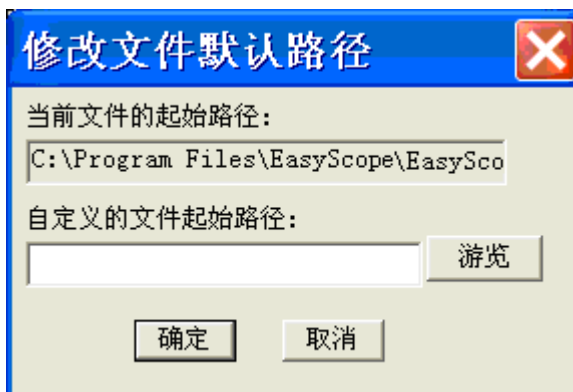 修改文件默认路径
当前文件的起始路径:
C:\Program Files\EasyScope\EasySco
自定义的文件起始路径:
游览
确定 取消